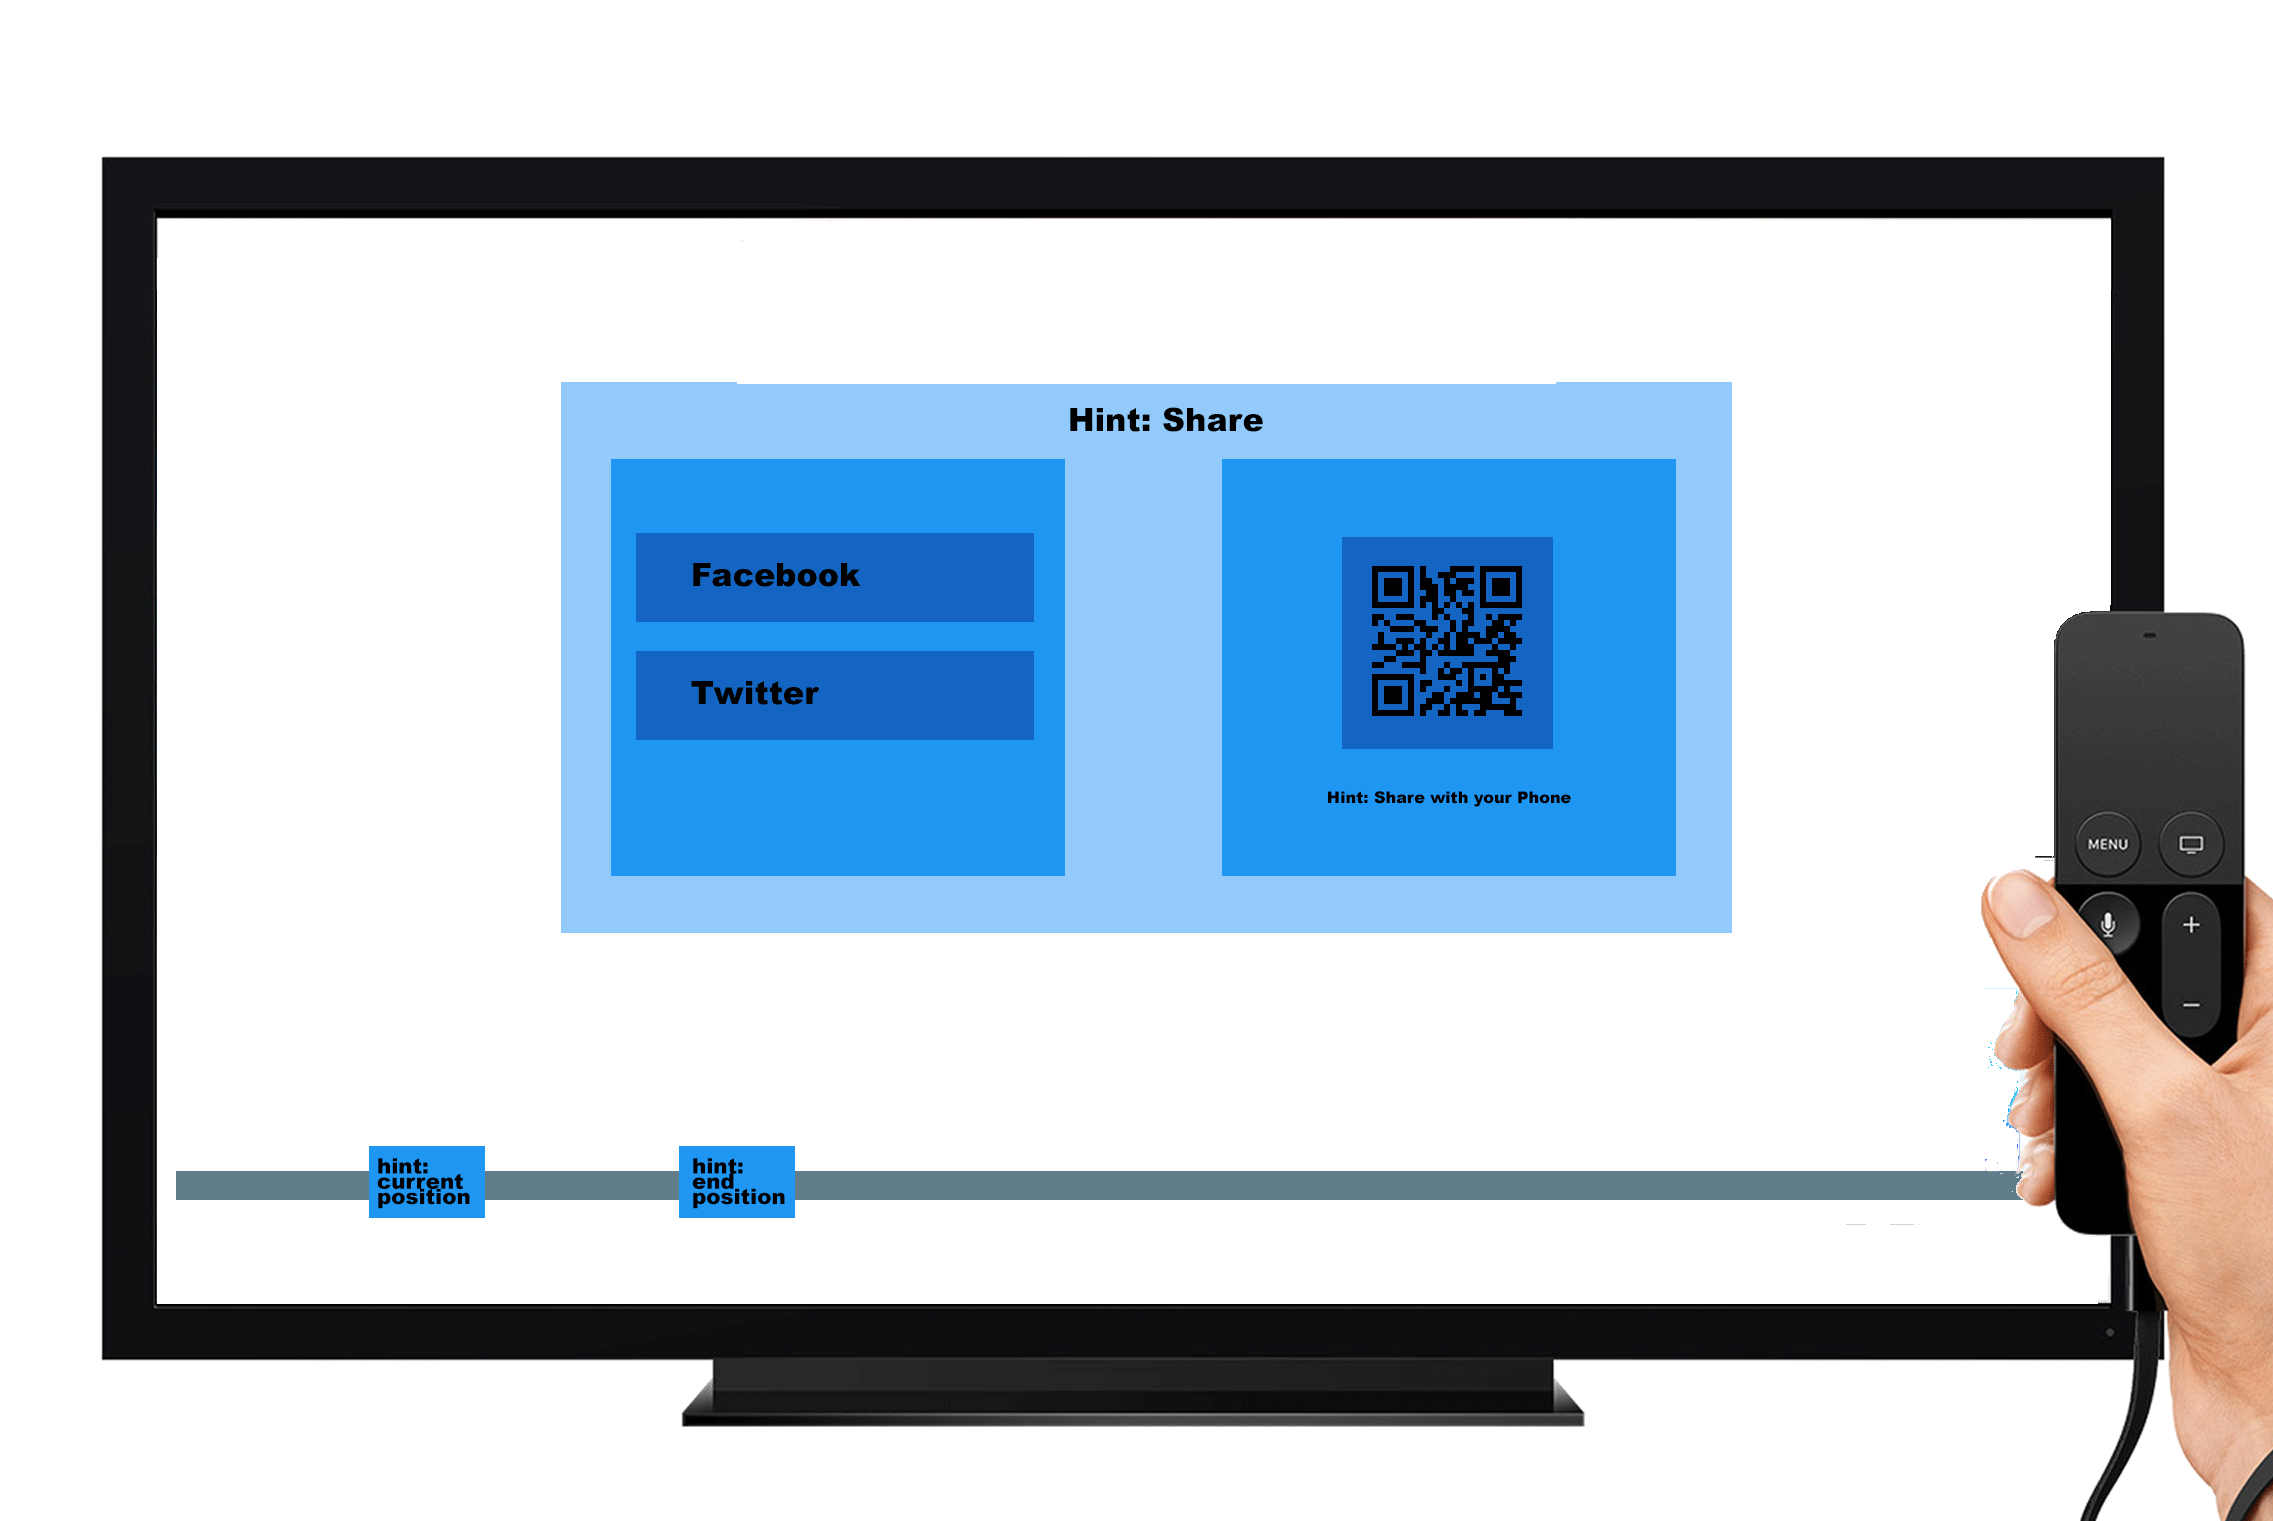 Hint: Share
Facebook
Twitter
Hint: Share with your Phone
MENU
hint:
current
position
hint:
end
position